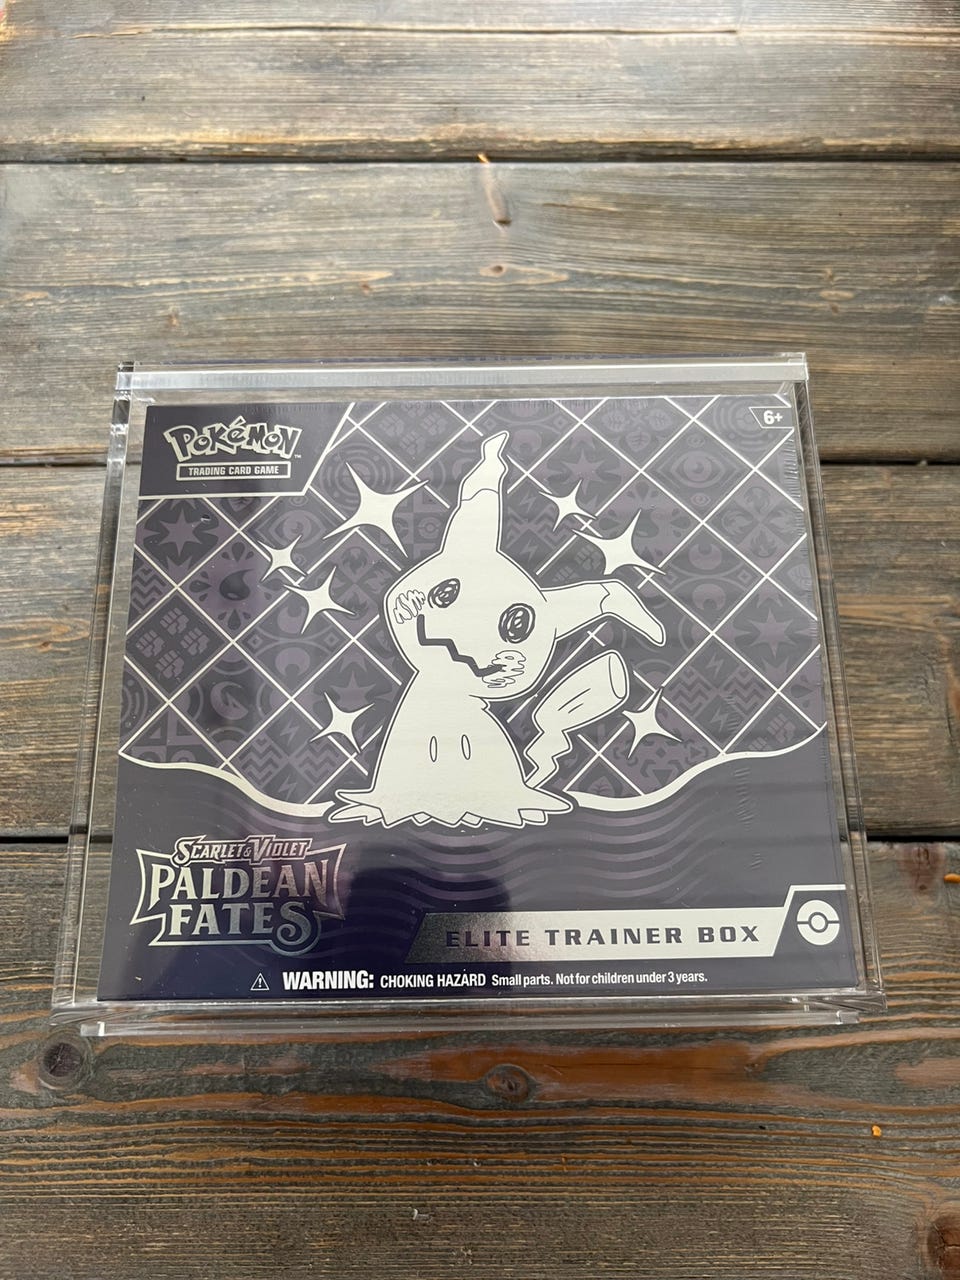 6+
Pokémon™
TRADING CARD GAME
SCARLET & VIOLET
PALDEAN
FATES
ELITE TRAINER BOX
WARNING: CHOKING HAZARD Small parts. Not for children under 3 years.